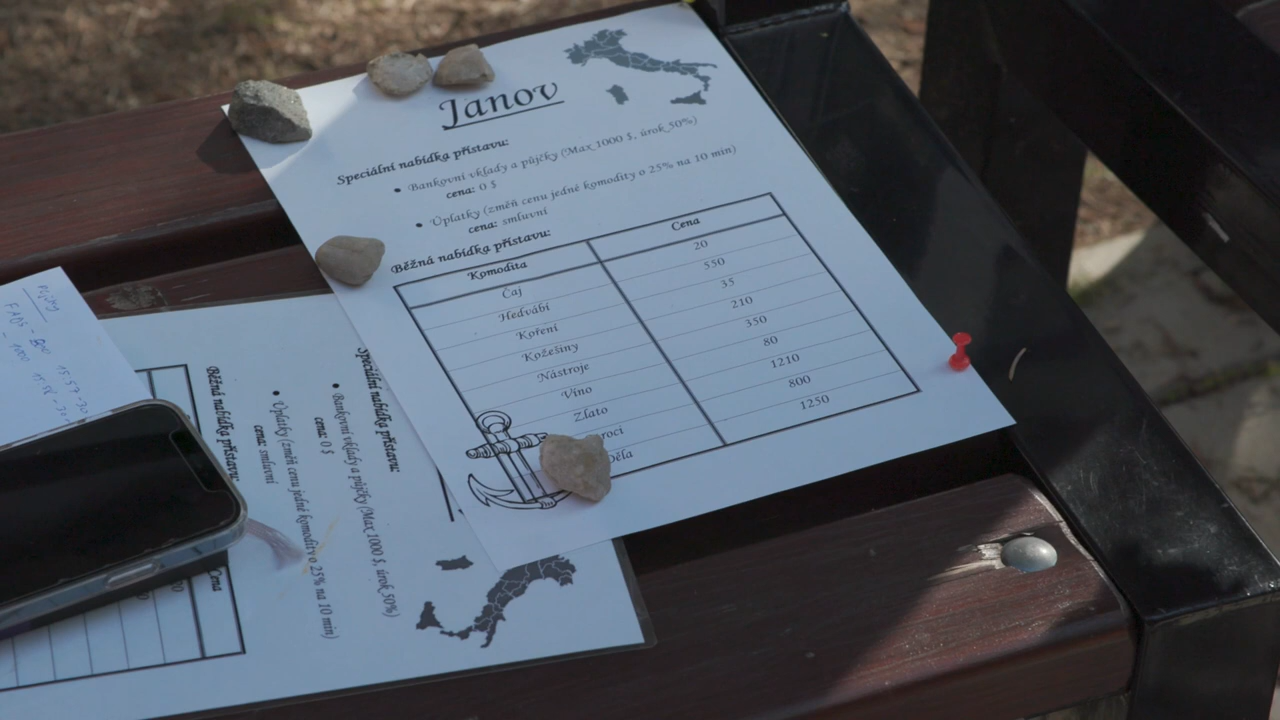 Janov
Speciální nabídka přístavu:
• Bankovní vklady a půjčky (Max 1000 $, úrok 50%)
cena: 0 $
• Úplatky (změň cenu jedné komodity o 25% na 10 min)
cena: smluvní
Běžná nabídka přístavu:
Komodita Cena
Čaj 20
Hedvábí 550
Koření 35
Kožešiny 210
Nástroje 350
Víno 80
Zlato 1210
roci 800
Děla 1250
Speciální nabídka přístavu:
• Bankovní vklady a půjčky (Max 1000 $, úrok 50%)
cena: 0 $
• Úplatky (změň cenu jedné komodity o 25% na 10 min)
cena: smluvní
Běžná nabídka přístavu:
Cena